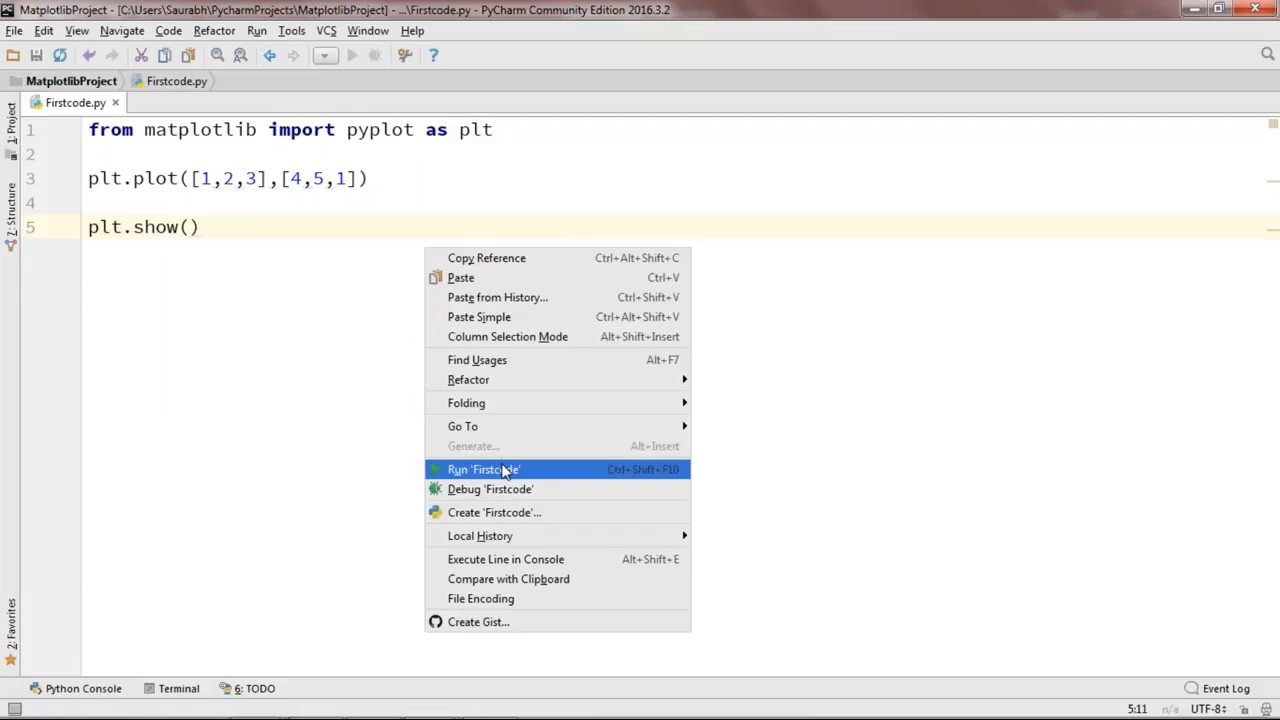 MatplotlibProject - [C:\Users\Saurabh\PycharmProjects\MatplotlibProject] - ...\Firstcode.py - PyCharm Community Edition 2016.3.2
File Edit View Navigate Code Refactor Run Tools VCS Window Help
MatplotlibProject Firstcode.py
Firstcode.py
1: Project
Z: Structure
2: Favorites
1 from matplotlib import pyplot as plt
2
3 plt.plot([1,2,3],[4,5,1])
4
5 plt.show()
Copy Reference Ctrl+Alt+Shift+C
Paste Ctrl+V
Paste from History... Ctrl+Shift+V
Paste Simple Ctrl+Alt+Shift+V
Column Selection Mode Alt+Shift+Insert
Find Usages Alt+F7
Refactor
Folding
Go To
Generate... Alt+Insert
Run 'Firstcode' Ctrl+Shift+F10
Debug 'Firstcode'
Create 'Firstcode'...
Local History
Execute Line in Console Alt+Shift+E
Compare with Clipboard
File Encoding
Create Gist...
Python Console Terminal 6: TODO Event Log
5:11 n/a UTF-8